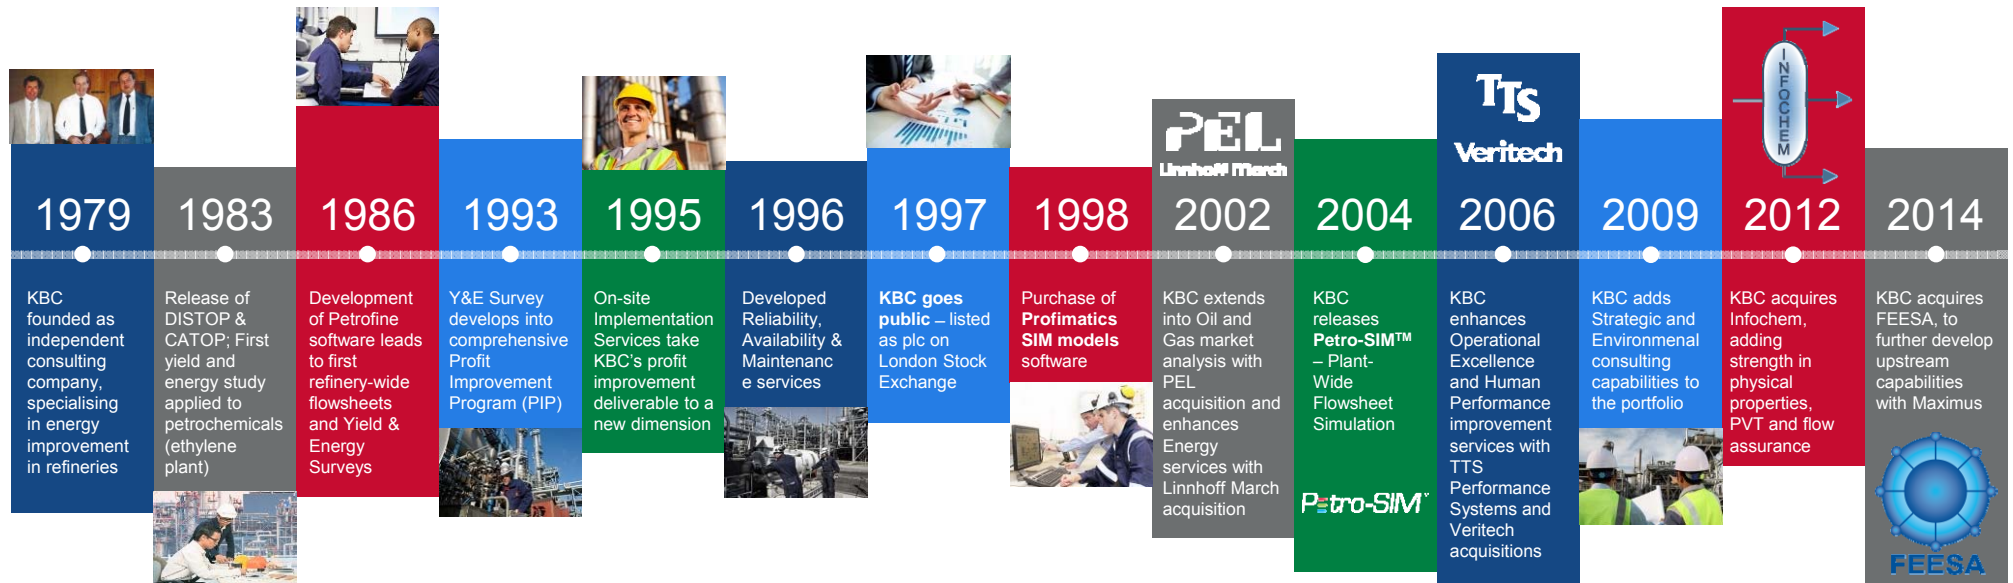 1979
KBC
founded as
independent
consulting
company,
specialising
in energy
improvement
in refineries
1983
Release of
DISTOP &
CATOP; First
yield and
energy study
applied to
petrochemicals
(ethylene
plant)
1986
Development
of Petrofine
software leads
to first
refinery-wide
flowsheets
and Yield &
Energy
Surveys
1993
Y&E Survey
develops into
comprehensive
Profit
Improvement
Program (PIP)
1995
On-site
Implementation
Services take
KBC's profit
improvement
deliverable to a
new dimension
1996
Developed
Reliability,
Availability &
Maintenanc
e services
1997
KBC goes
public – listed
as plc on
London Stock
Exchange
1998
Purchase of
Profimatics
SIM models
software
PEL
Linnhoff March
2002
KBC extends
into Oil and
Gas market
analysis with
PEL
acquisition and
enhances
Energy
services with
Linnhoff March
acquisition
2004
KBC
releases
Petro-SIM™
– Plant-
Wide
Flowsheet
Simulation
Petro-SIM™
TTS
Veritech
2006
KBC
enhances
Operational
Excellence
and Human
Performance
improvement
services with
TTS
Performance
Systems and
Veritech
acquisitions
2009
KBC adds
Strategic and
Environmenal
consulting
capabilities to
the portfolio
INFOCHEM
2012
KBC acquires
Infochem,
adding
strength in
physical
properties,
PVT and flow
assurance
2014
KBC acquires
FEESA, to
further develop
upstream
capabilities
with Maximus
FEESA